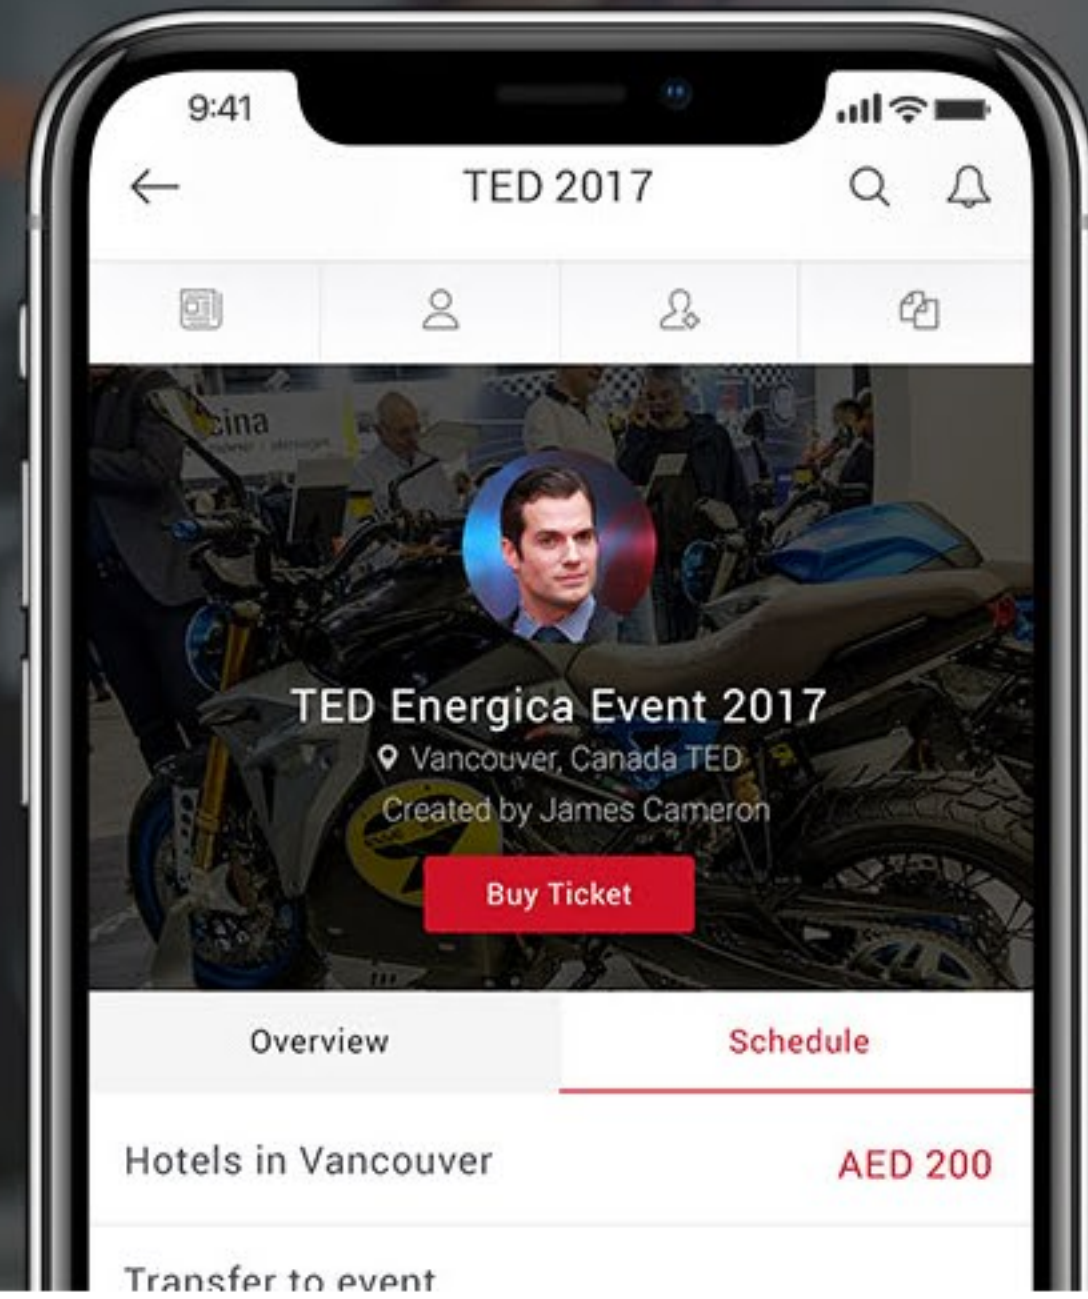 9:41
TED 2017
cina
TED Energica Event 2017
Vancouver, Canada TED
Created by James Cameron
Buy Ticket
Overview
Schedule
Hotels in Vancouver
AED 200
Transfer to event